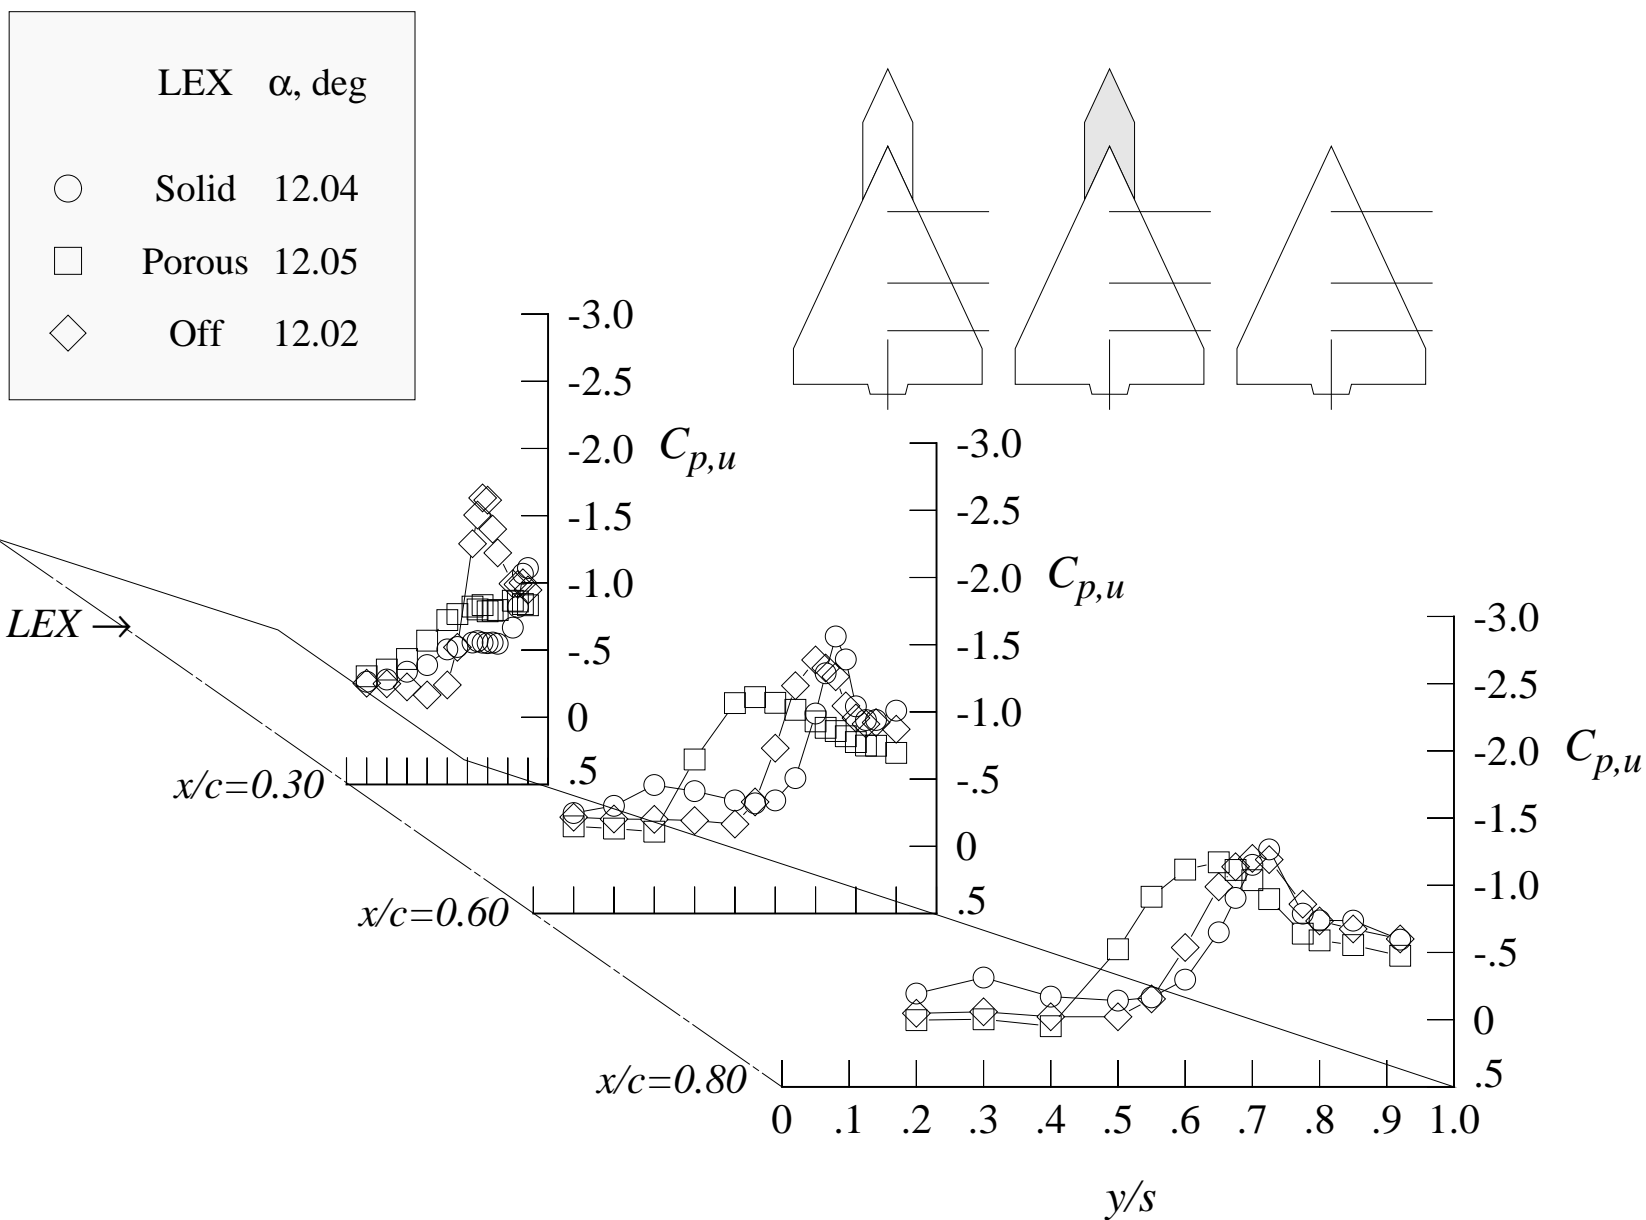 LEX α, deg
Solid 12.04
Porous 12.05
Off 12.02
-3.0
-2.5
-2.0
-1.5
-1.0
-.5
0
.5
Cp,u
x/c=0.30
LEX →
-3.0
-2.5
-2.0
-1.5
-1.0
-.5
0
.5
Cp,u
x/c=0.60
-3.0
-2.5
-2.0
-1.5
-1.0
-.5
0
.5
Cp,u
x/c=0.80
0 .1 .2 .3 .4 .5 .6 .7 .8 .9 1.0
y/s